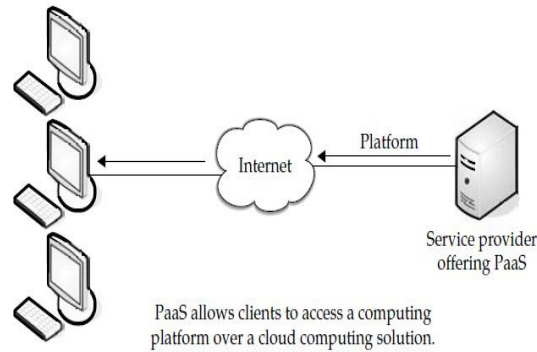 Platform
Internet
Service provider
offering PaaS
PaaS allows clients to access a computing
platform over a cloud computing solution.